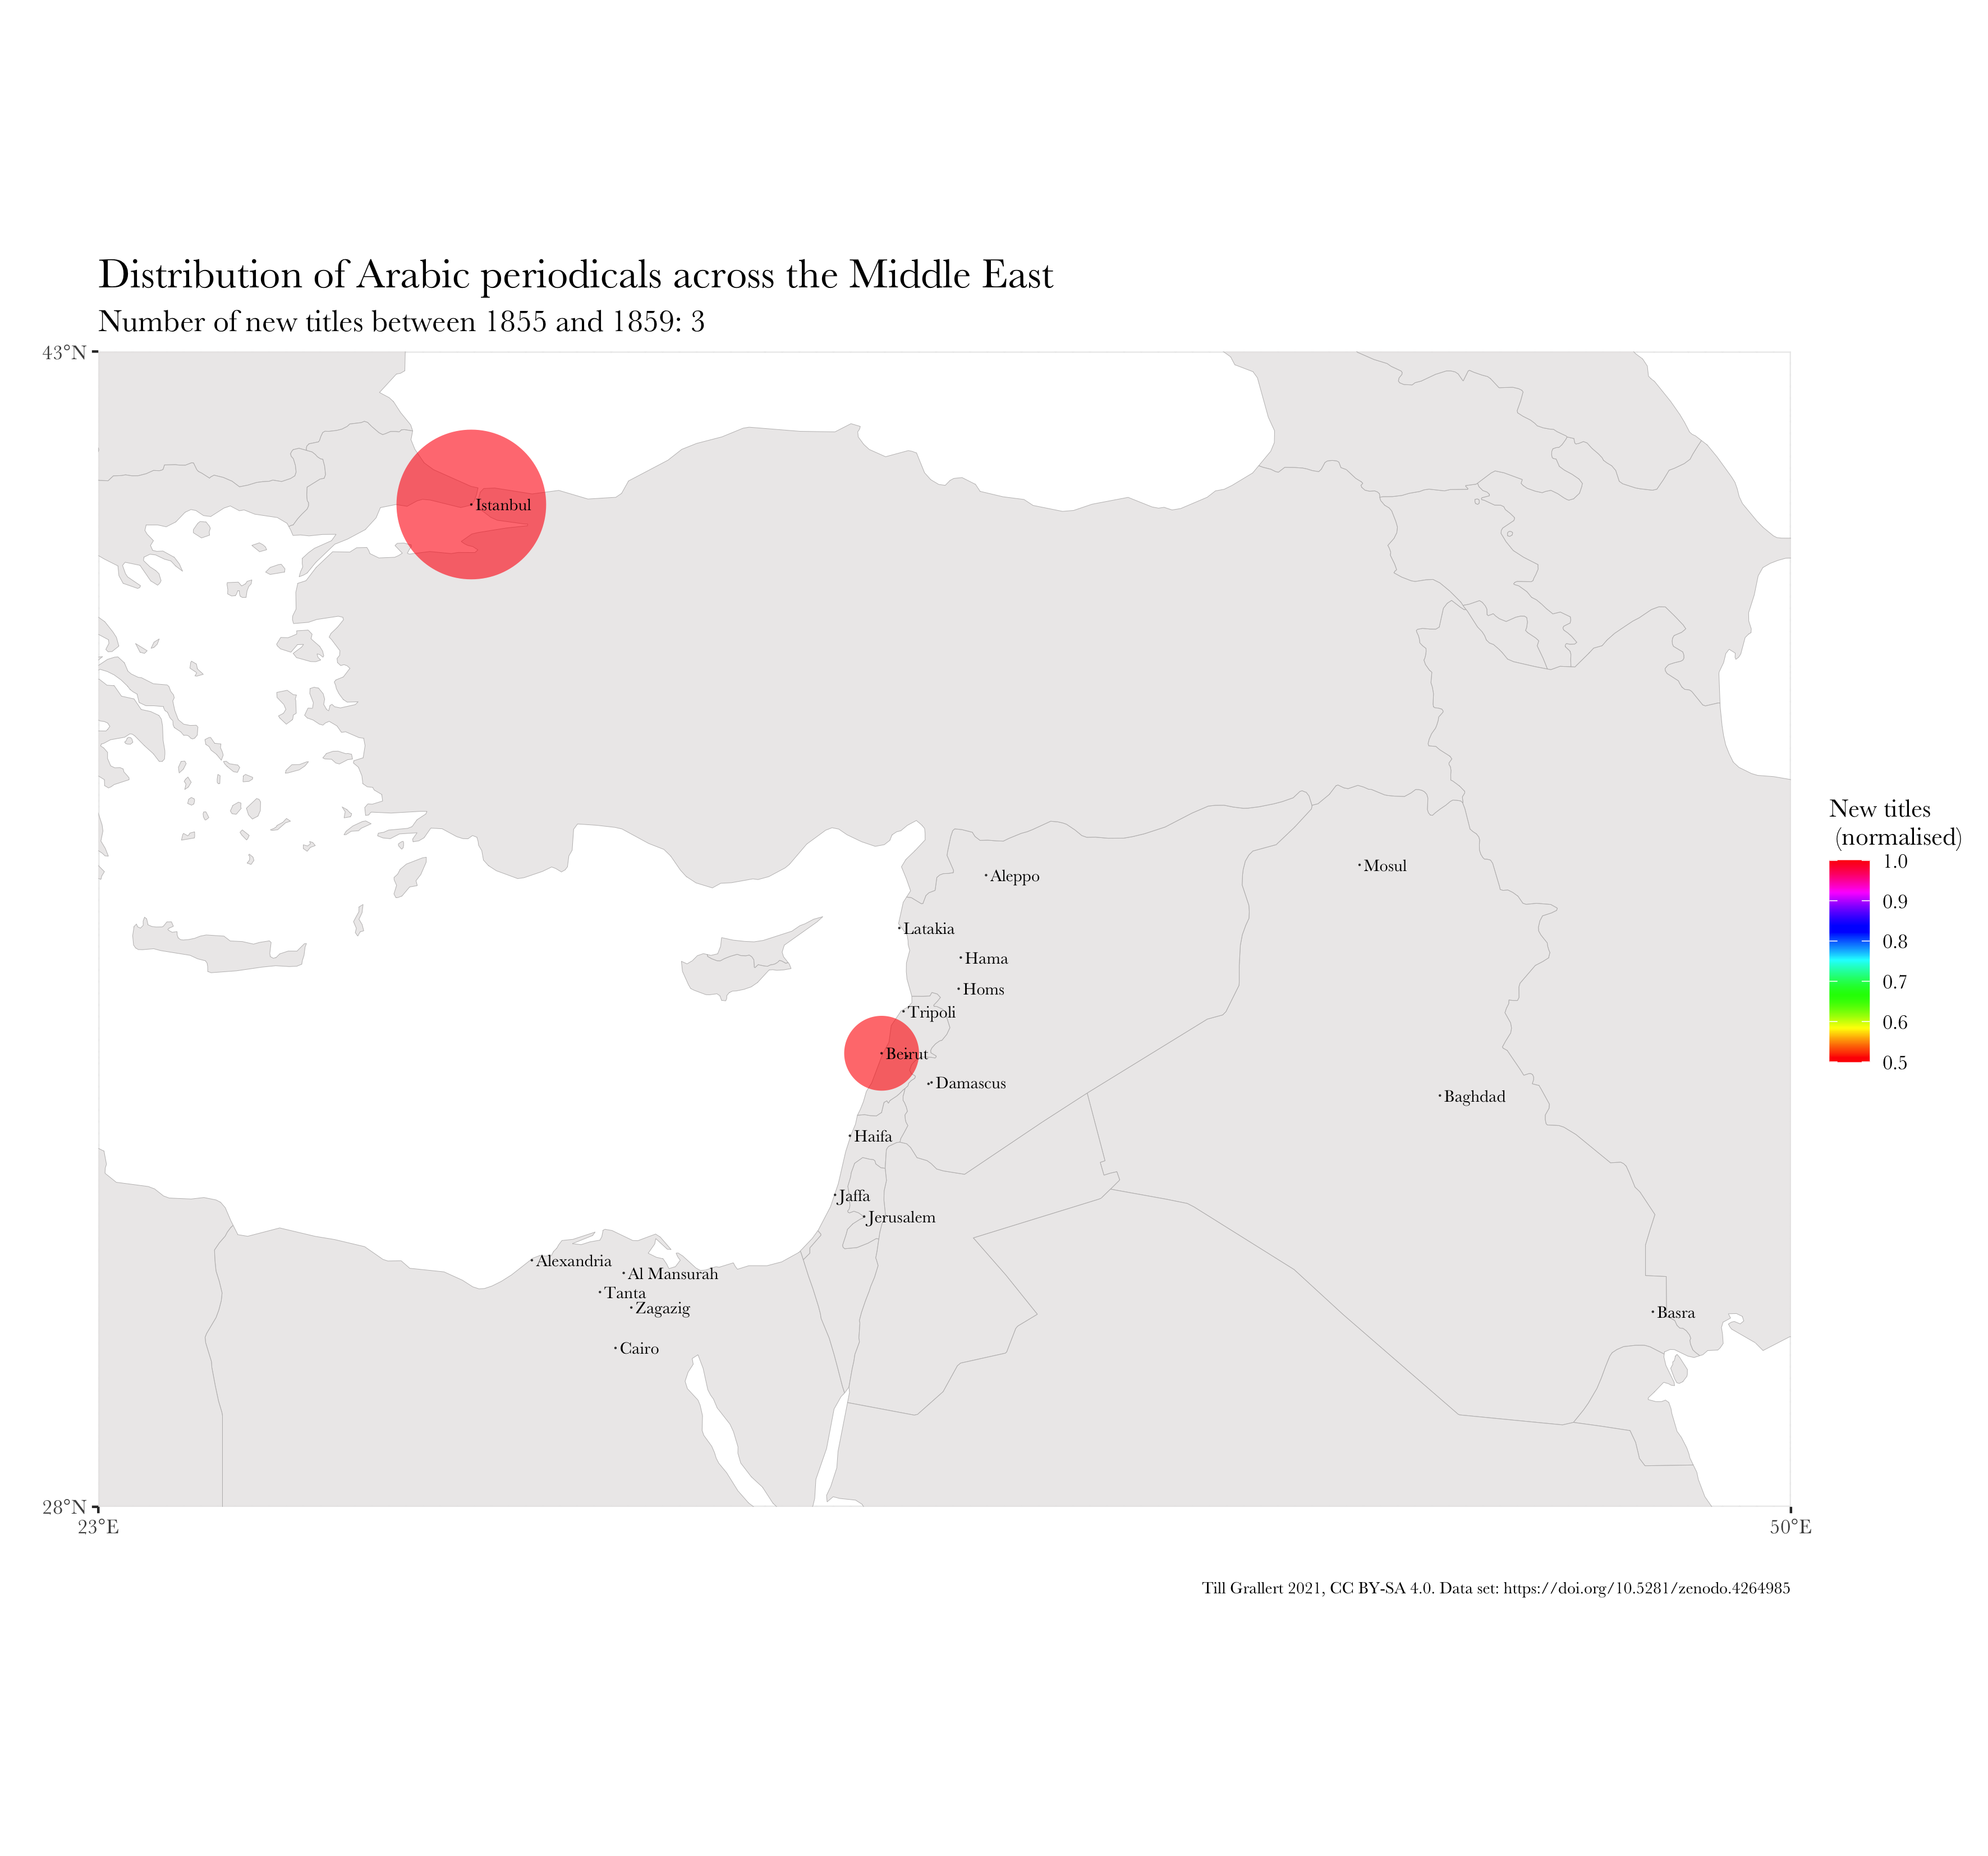 Distribution of Arabic periodicals across the Middle East
Number of new titles between 1855 and 1859: 3
43°N
Istanbul
New titles
(normalised)
1.0
0.9
0.8
0.7
0.6
0.5
Mosul
Aleppo
Latakia
Hama
Homs
Tripoli
Beirut
Damascus
Baghdad
Haifa
Jaffa
Jerusalem
Alexandria
Al Mansurah
Tanta
Zagazig
Basra
Cairo
28°N
23°E
50°E
Till Grallert 2021, CC BY-SA 4.0. Data set: https://doi.org/10.5281/zenodo.4264985